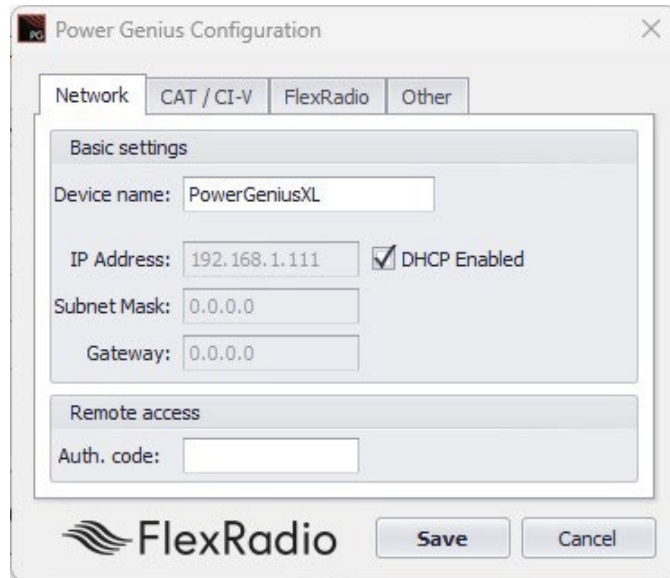 PG Power Genius Configuration
Network CAT / CI-V FlexRadio Other
Basic settings
Device name: PowerGeniusXL
IP Address: 192.168.1.111 DHCP Enabled
Subnet Mask: 0.0.0.0
Gateway: 0.0.0.0
Remote access
Auth. code:
FlexRadio Save Cancel